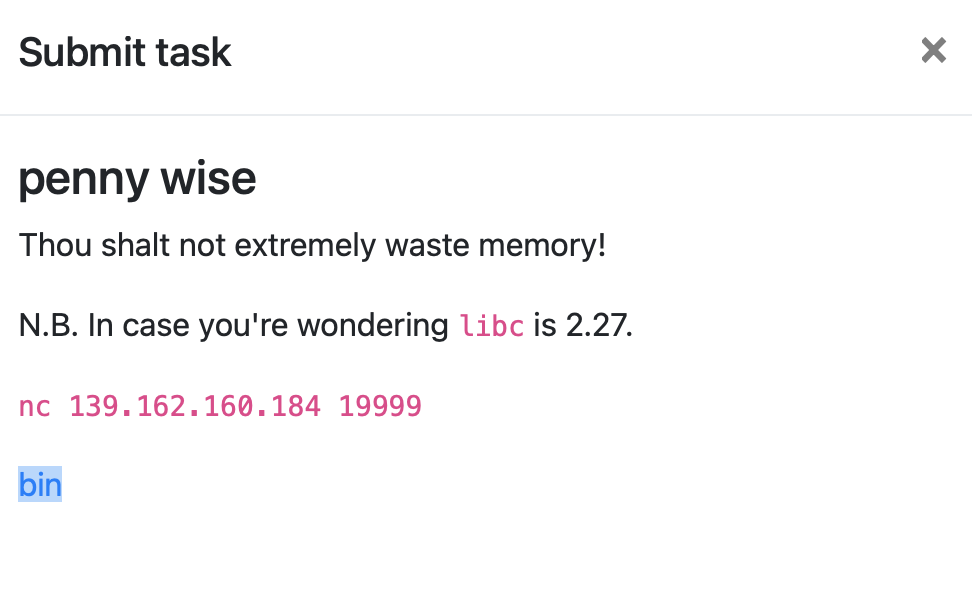 Submit task
penny wise
Thou shalt not extremely waste memory!
N.B. In case you're wondering libc is 2.27.
nc 139.162.160.184 19999
bin